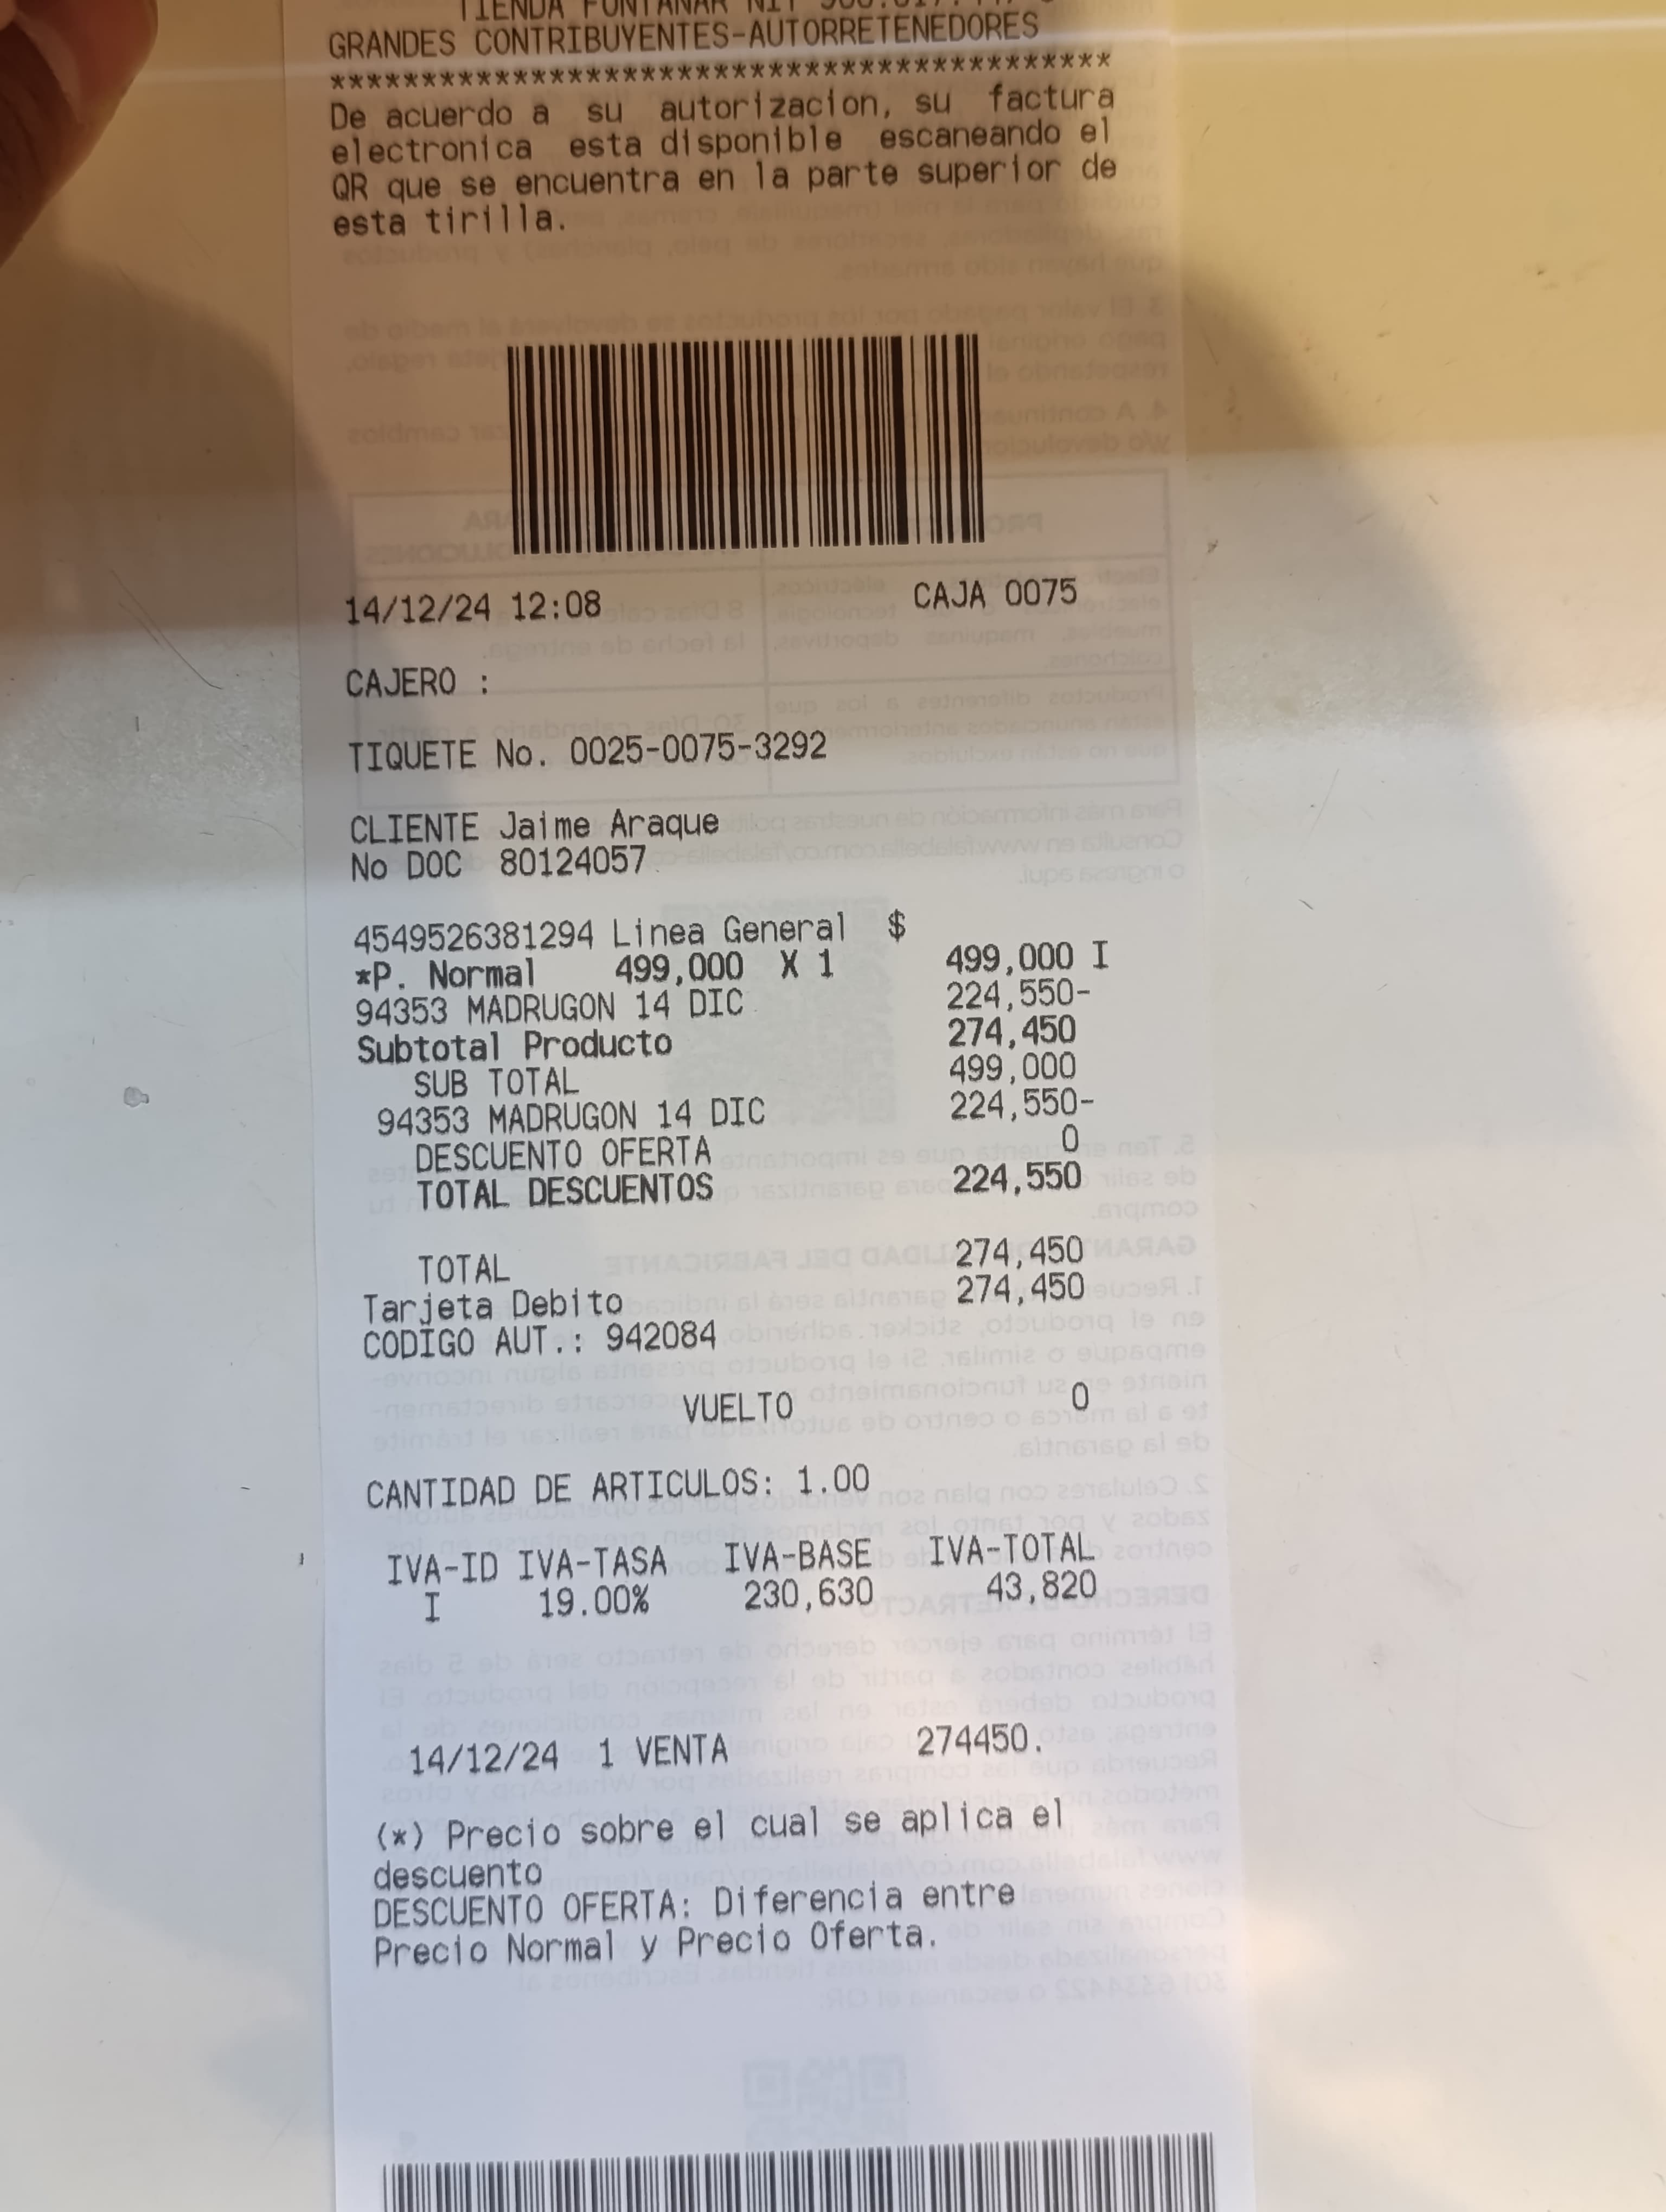 TIENDA FONTANAR NIT
GRANDES CONTRIBUYENTES-AUTORRETENEDORES
*******************************************
De acuerdo a su autorizacion, su factura
electronica esta disponible escaneando el
QR que se encuentra en la parte superior de
esta tirilla.
14/12/24 12:08 CAJA 0075
CAJERO :
TIQUETE No. 0025-0075-3292
CLIENTE Jaime Araque
No DOC 80124057
4549526381294 Linea General $
*P. Normal 499,000 X 1 499,000 I
94353 MADRUGON 14 DIC 224,550-
Subtotal Producto 274,450
SUB TOTAL 499,000
94353 MADRUGON 14 DIC 224,550-
DESCUENTO OFERTA 0
TOTAL DESCUENTOS 224,550
TOTAL 274,450
Tarjeta Debito 274,450
CODIGO AUT.: 942084
VUELTO 0
CANTIDAD DE ARTICULOS: 1.00
IVA-ID IVA-TASA IVA-BASE IVA-TOTAL
I 19.00% 230,630 43,820
14/12/24 1 VENTA 274450.
(*) Precio sobre el cual se aplica el
descuento
DESCUENTO OFERTA: Diferencia entre
Precio Normal y Precio Oferta.